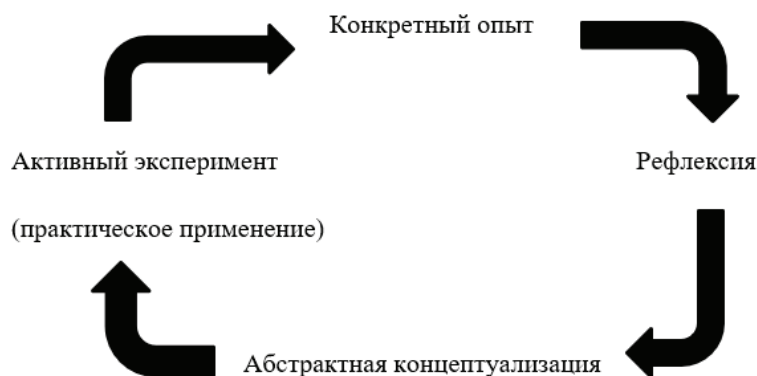 Конкретный опыт
Активный эксперимент
Рефлексия
(практическое применение)
Абстрактная концептуализация